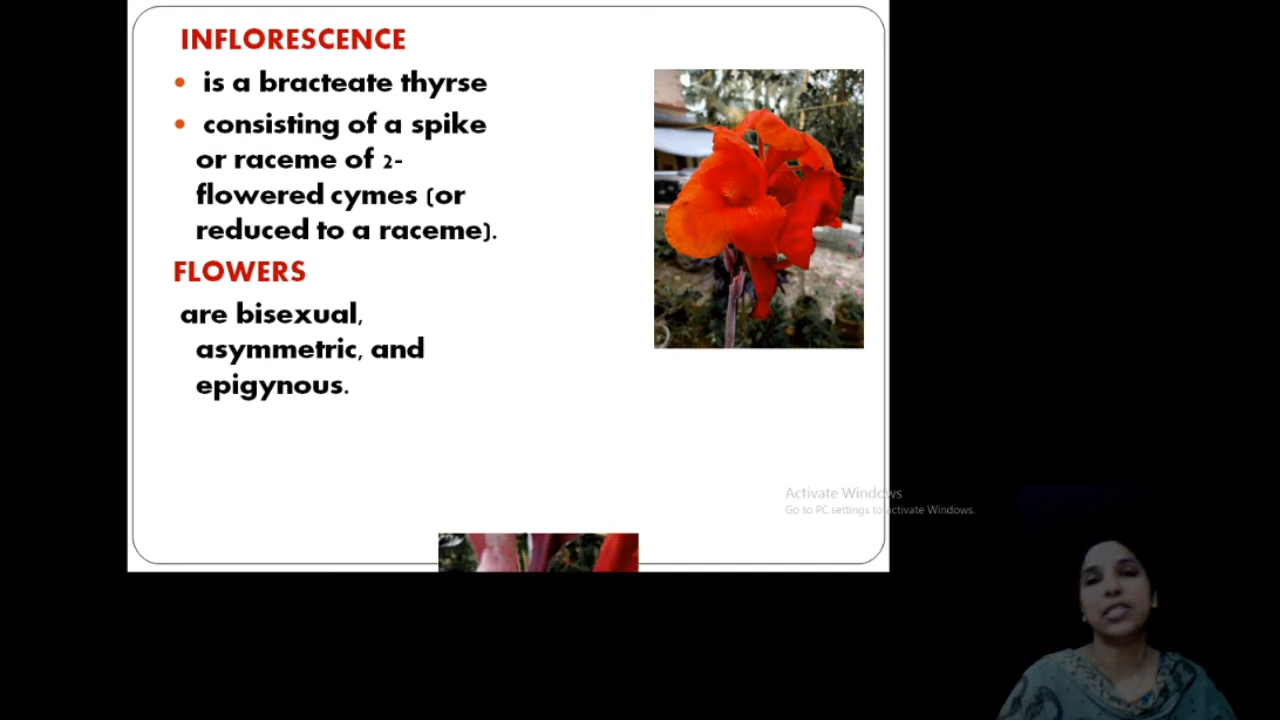 INFLORESCENCE
• is a bracteate thyrse
• consisting of a spike
or raceme of 2-
flowered cymes (or
reduced to a raceme).
FLOWERS
are bisexual,
asymmetric, and
epigynous.
Activate Windows
Go to PC settings to activate Windows.